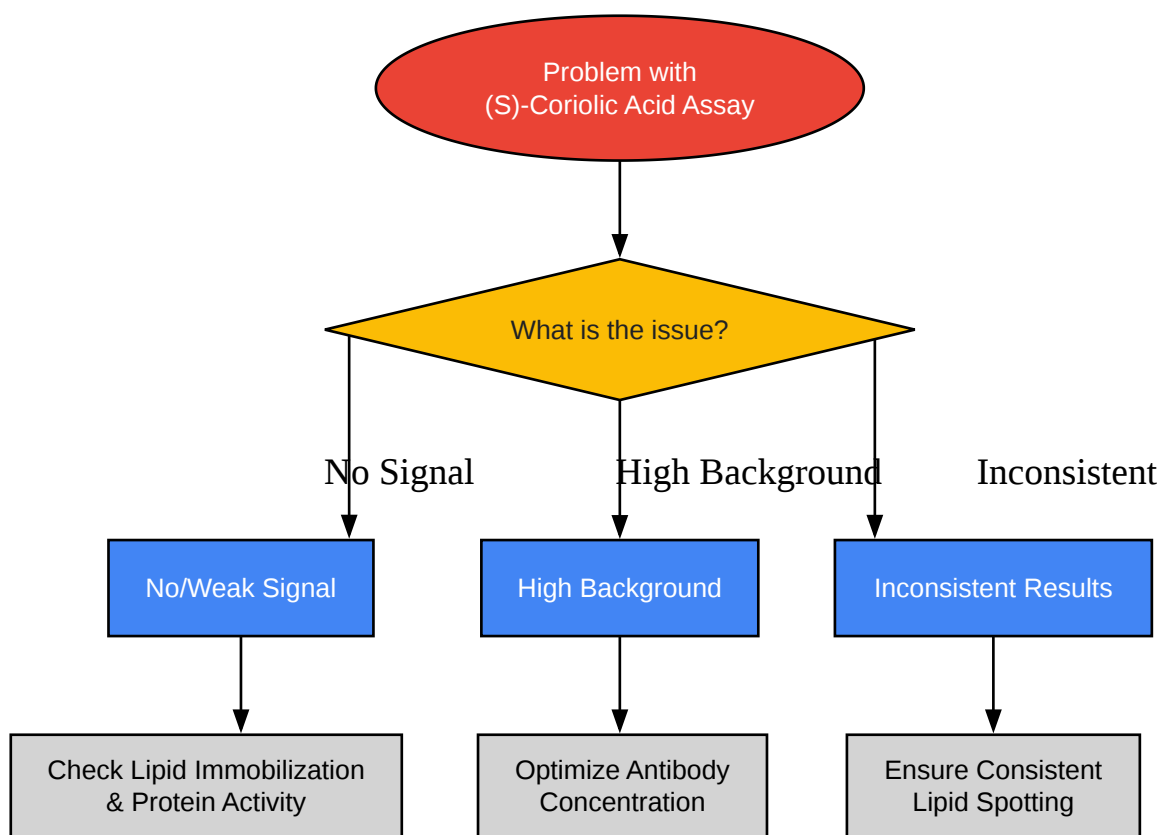 Problem with
(S)-Coriolic Acid Assay
What is the issue?
No Signal
High Background
Inconsistent
No/Weak Signal
High Background
Inconsistent Results
Check Lipid Immobilization
& Protein Activity
Optimize Antibody
Concentration
Ensure Consistent
Lipid Spotting